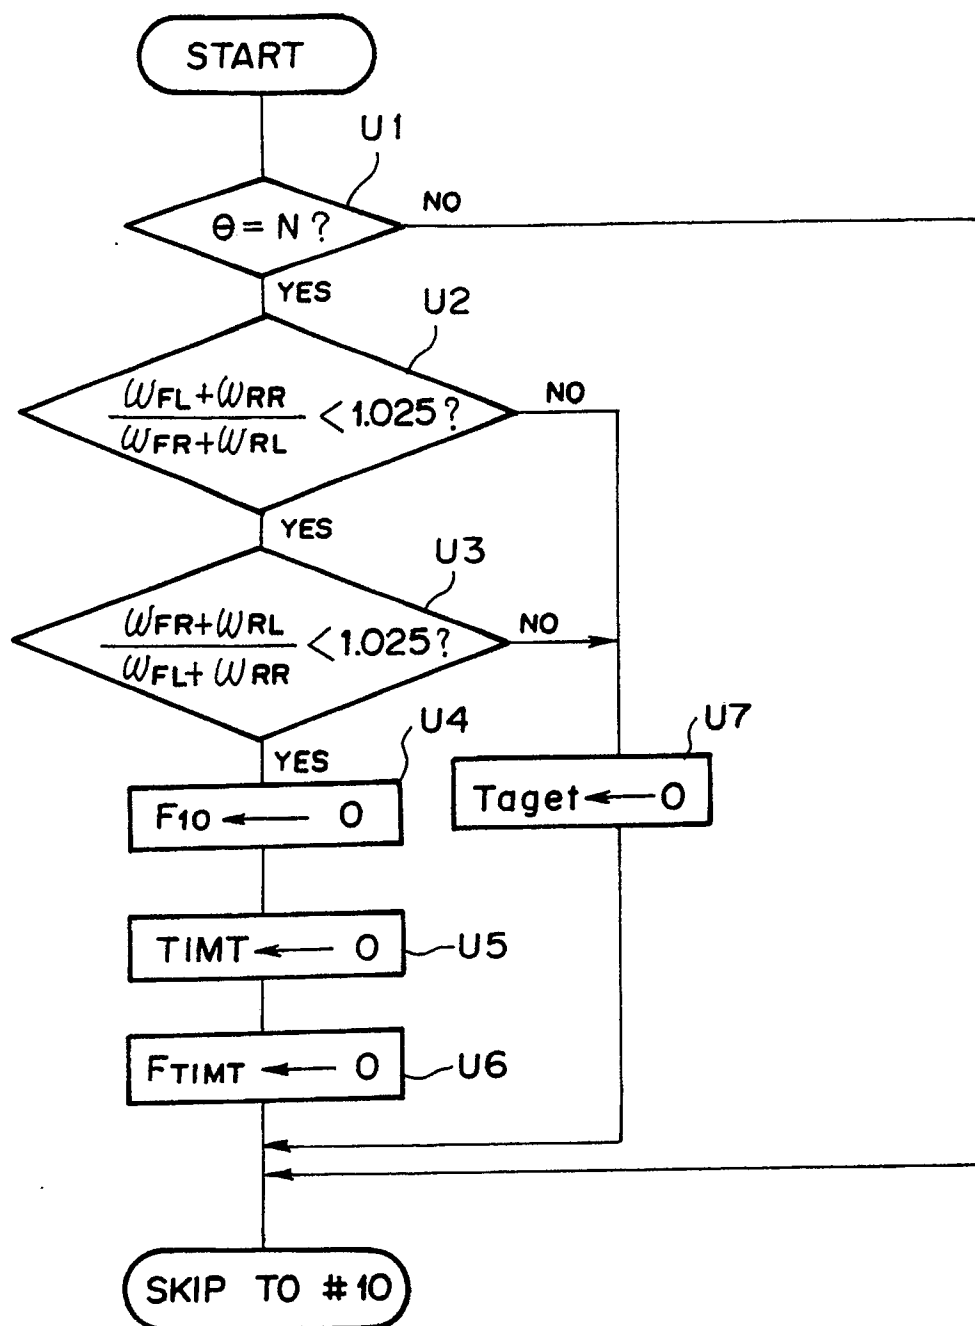 START
U1
θ = N ?
NO
YES
U2
ωFL+ωRR
ωFR+ωRL
< 1.025 ?
NO
YES
U3
ωFR+ωRL
ωFL+ωRR
< 1.025 ?
NO
YES
U4
F10 ← 0
U7
Taget ← 0
TIMT ← 0
U5
FTIMT ← 0
U6
SKIP TO #10